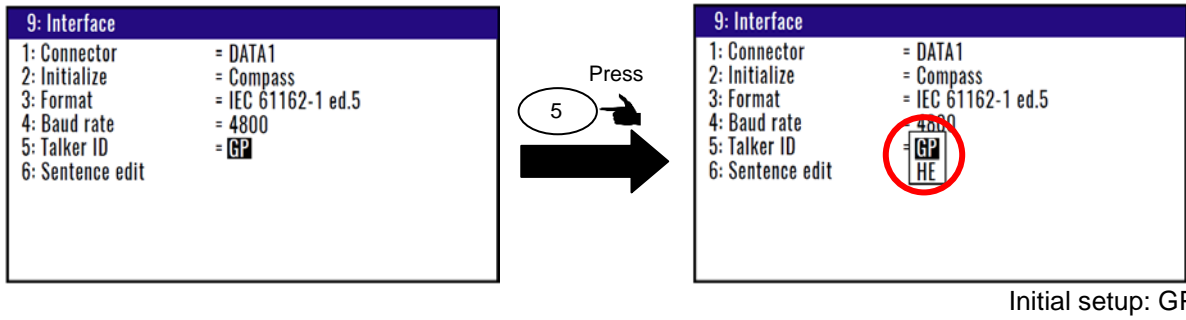 9: Interface
1: Connector = DATA1
2: Initialize = Compass
3: Format = IEC 61162-1 ed.5
4: Baud rate = 4800
5: Talker ID = GP
6: Sentence edit
Press
5
9: Interface
1: Connector = DATA1
2: Initialize = Compass
3: Format = IEC 61162-1 ed.5
4: Baud rate = 4800
5: Talker ID = GP
HE
6: Sentence edit
Initial setup: GP